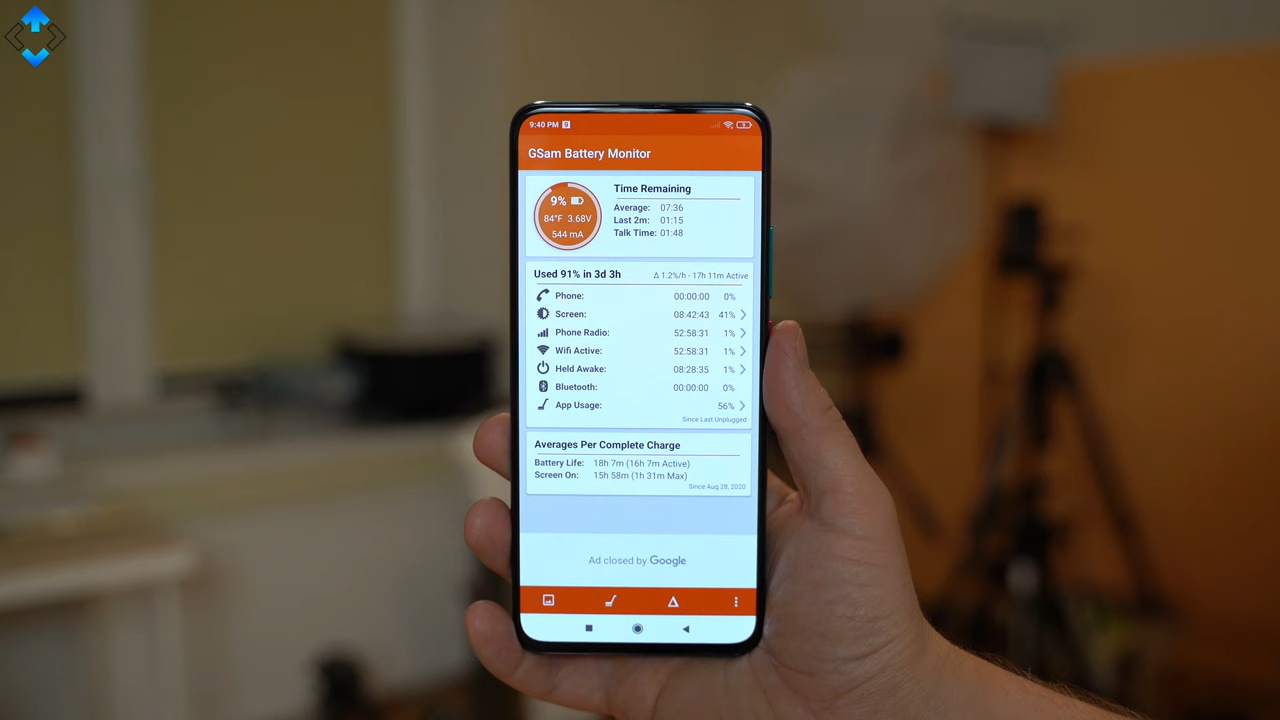 9:40 PM
GSam Battery Monitor
9%
84°F 3.68V
544 mA
Time Remaining
Average: 07:36
Last 2m: 01:15
Talk Time: 01:48
Used 91% in 3d 3h
Δ 1.2%/h - 17h 11m Active
Phone: 00:00:00 0%
Screen: 08:42:43 41%
Phone Radio: 52:58:31 1%
Wifi Active: 52:58:31 1%
Held Awake: 08:28:35 1%
Bluetooth: 00:00:00 0%
App Usage: 56%
Since Last Unplugged
Averages Per Complete Charge
Battery Life: 18h 7m (16h 7m Active)
Screen On: 15h 58m (1h 31m Max)
Since Aug 28, 2020
Ad closed by Google